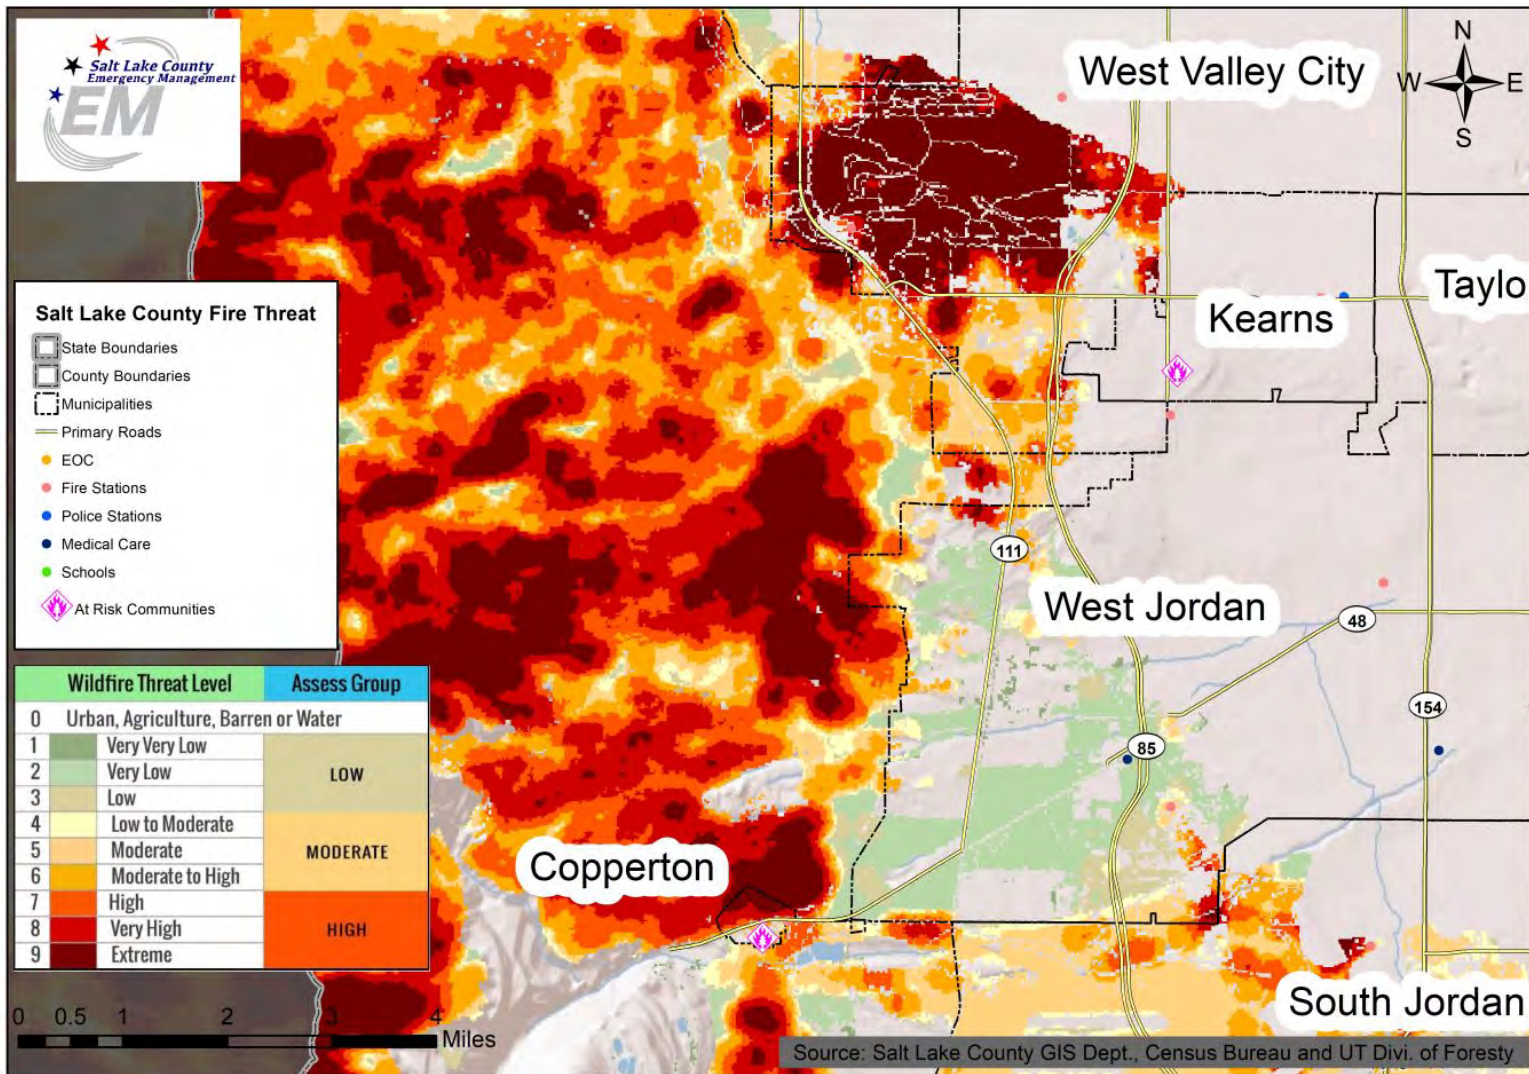 Salt Lake County
Emergency Management
EM
West Valley City
N
W E
S
Taylo
Kearns
Salt Lake County Fire Threat
State Boundaries
County Boundaries
Municipalities
Primary Roads
EOC
Fire Stations
Police Stations
Medical Care
Schools
At Risk Communities
111
West Jordan
48
154
85
Wildfire Threat Level Assess Group
0 Urban, Agriculture, Barren or Water
1 Very Very Low
2 Very Low
3 Low
LOW
4 Low to Moderate
5 Moderate
6 Moderate to High
MODERATE
7 High
8 Very High
9 Extreme
HIGH
Copperton
South Jordan
0 0.5 1 2 3 4
Miles
Source: Salt Lake County GIS Dept., Census Bureau and UT Divi. of Foresty